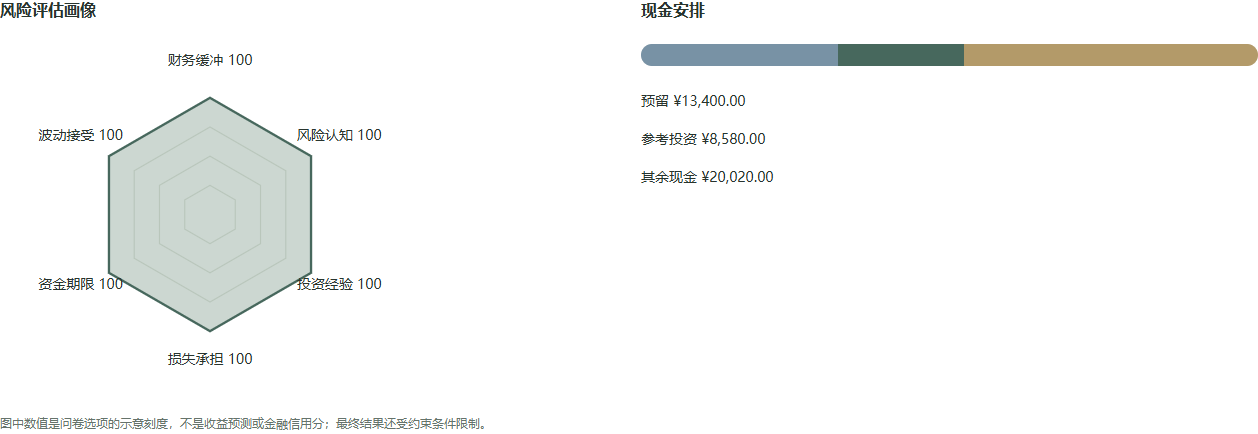 风险评估画像
财务缓冲 100
波动接受 100
风险认知 100
资金期限 100
投资经验 100
损失承担 100
图中数值是问卷选项的示意刻度，不是收益预测或金融信用分；最终结果还受约束条件限制。
现金安排
预留 ¥13,400.00
参考投资 ¥8,580.00
其余现金 ¥20,020.00